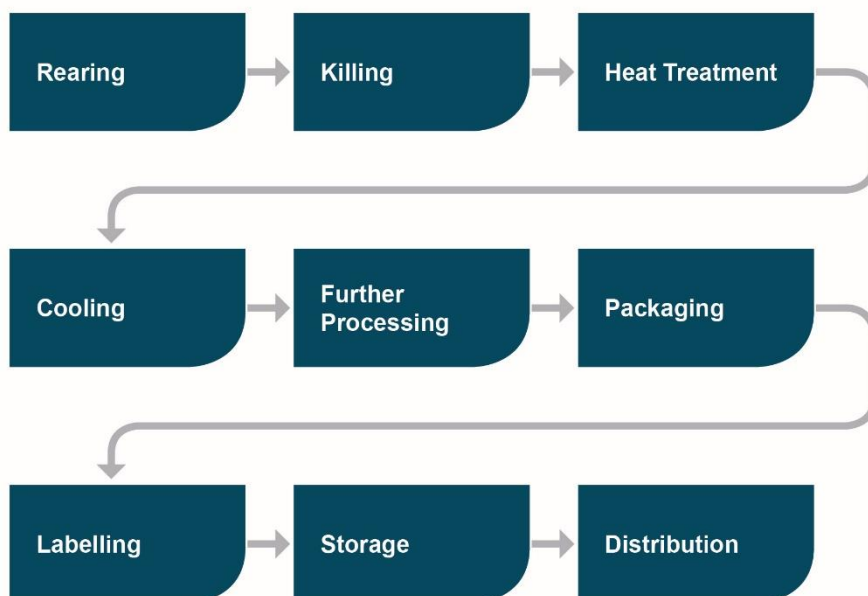 Rearing
Killing
Heat Treatment
Cooling
Further
Processing
Packaging
Labelling
Storage
Distribution